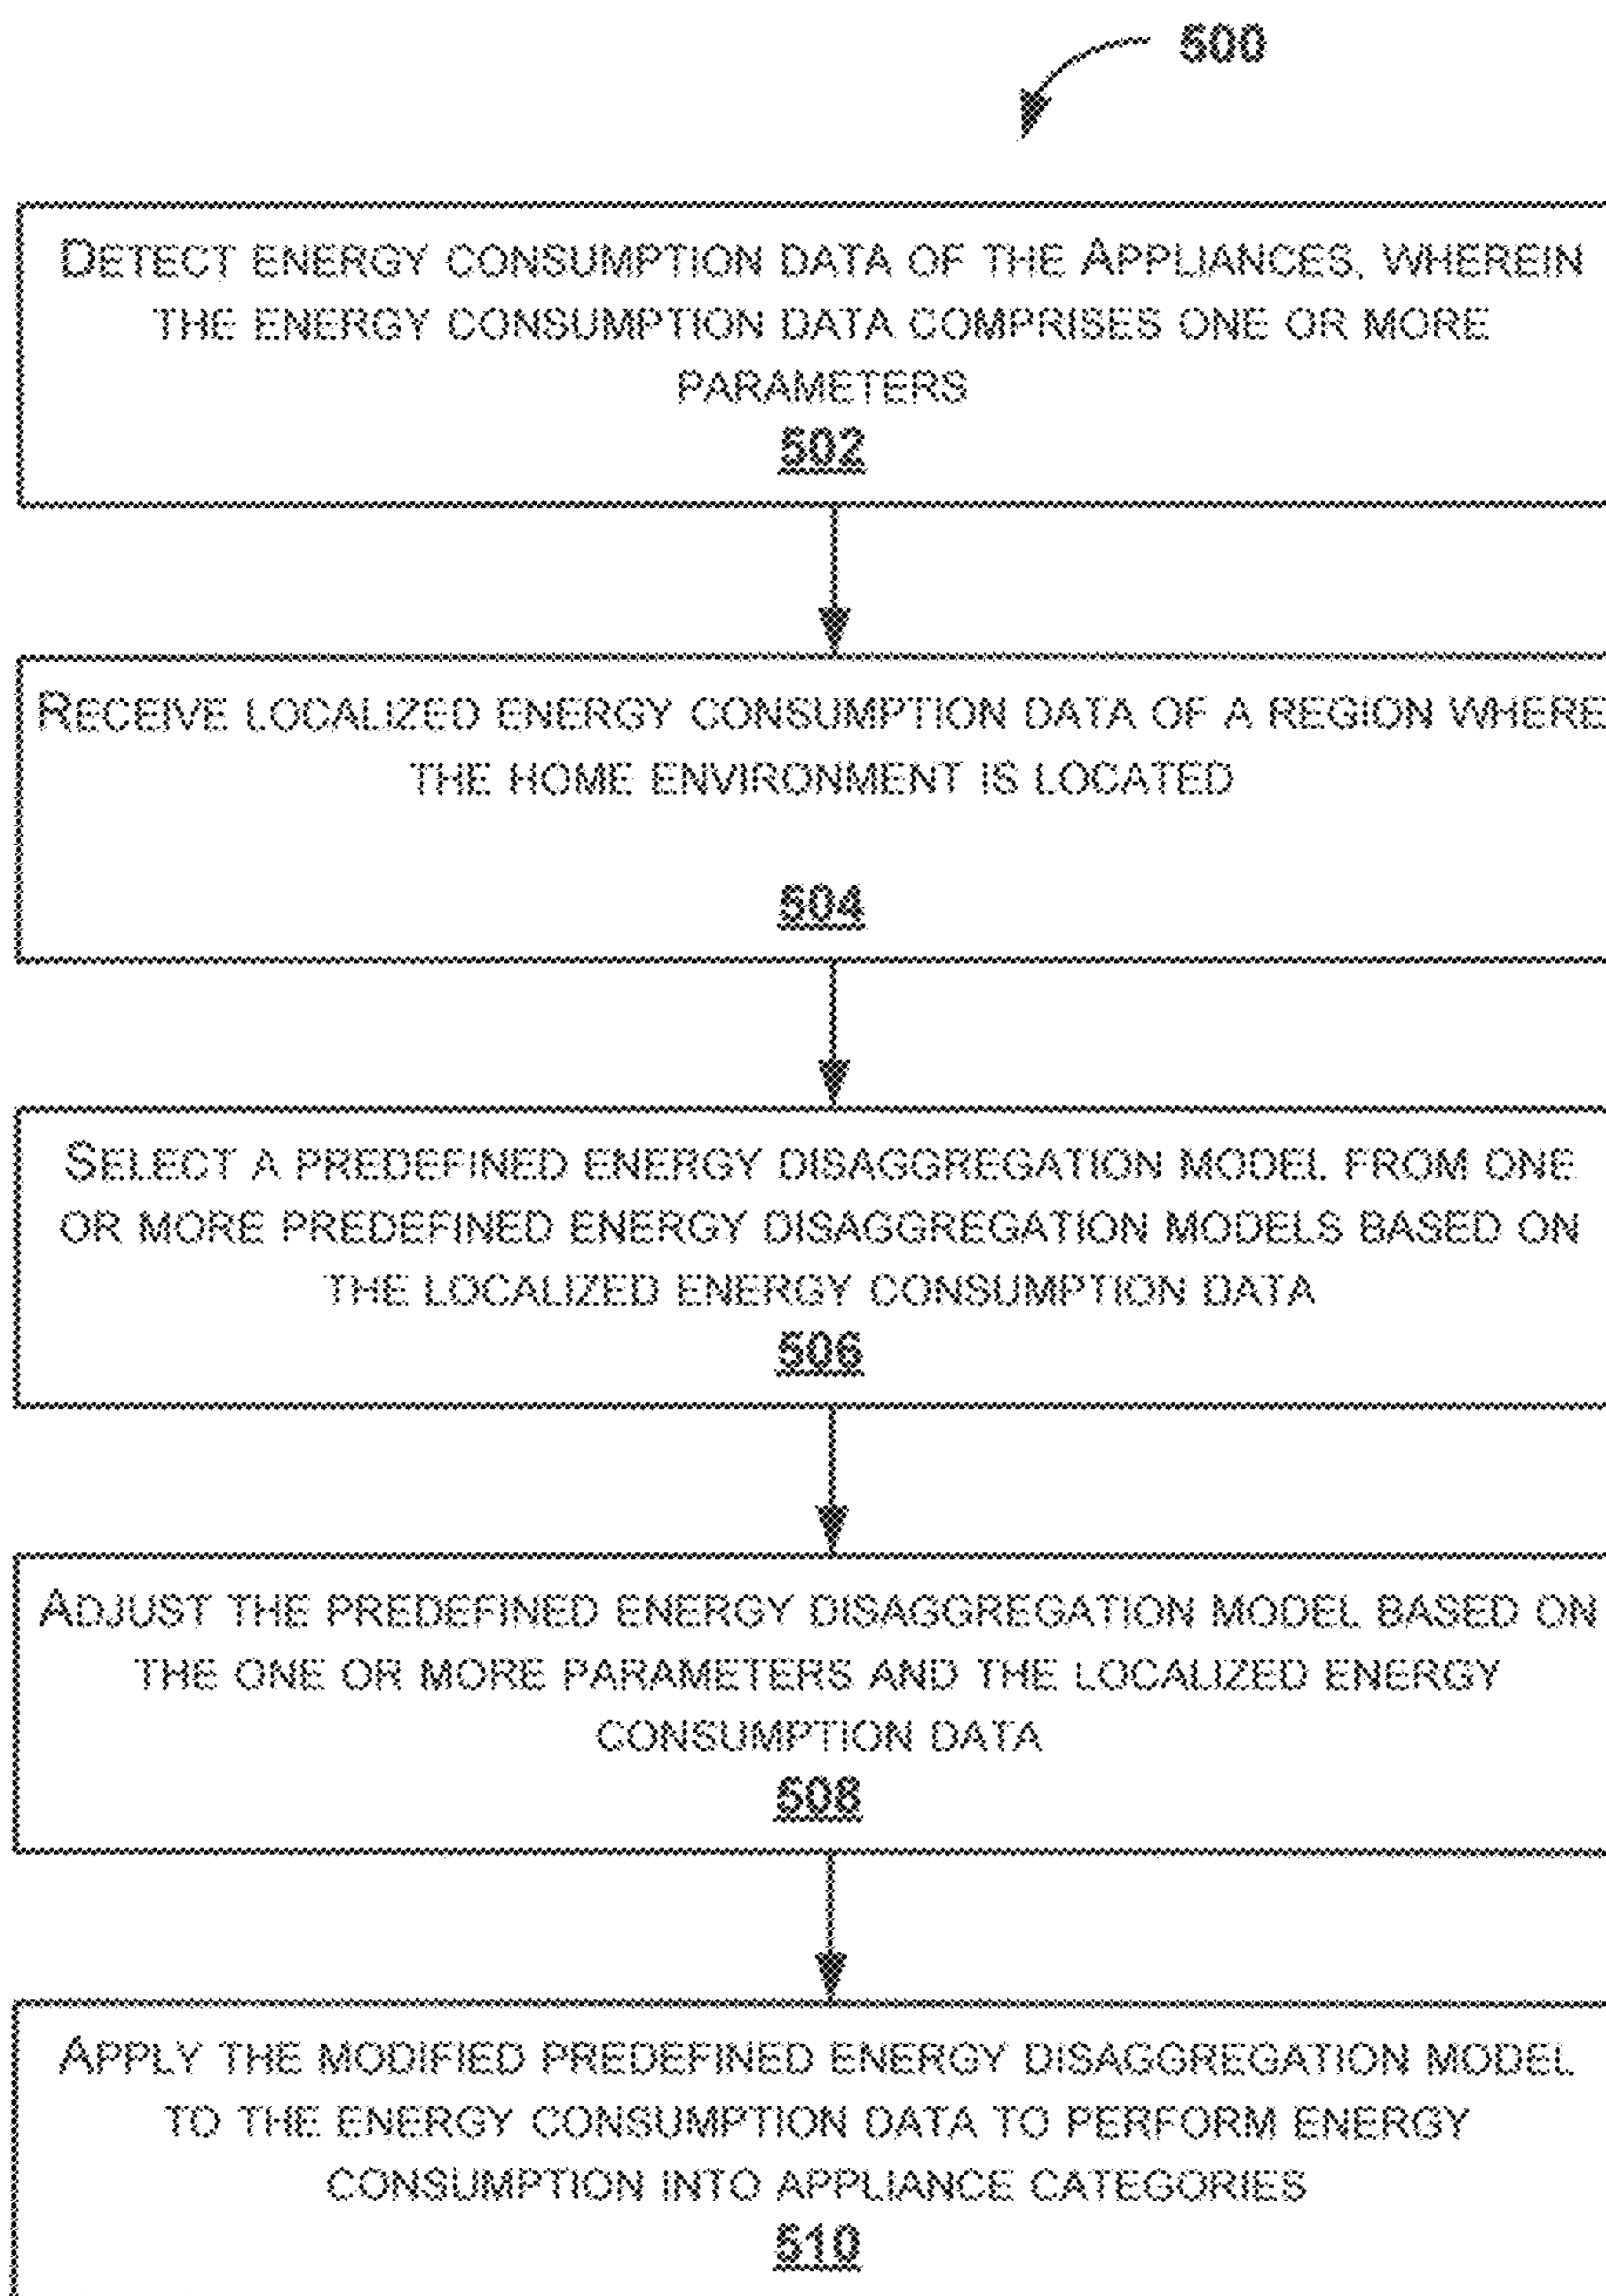 500
DETECT ENERGY CONSUMPTION DATA OF THE APPLIANCES, WHEREIN
THE ENERGY CONSUMPTION DATA COMPRISES ONE OR MORE
PARAMETERS
502
RECEIVE LOCALIZED ENERGY CONSUMPTION DATA OF A REGION WHERE
THE HOME ENVIRONMENT IS LOCATED
504
SELECT A PREDEFINED ENERGY DISAGGREGATION MODEL FROM ONE
OR MORE PREDEFINED ENERGY DISAGGREGATION MODELS BASED ON
THE LOCALIZED ENERGY CONSUMPTION DATA
506
ADJUST THE PREDEFINED ENERGY DISAGGREGATION MODEL BASED ON
THE ONE OR MORE PARAMETERS AND THE LOCALIZED ENERGY
CONSUMPTION DATA
508
APPLY THE MODIFIED PREDEFINED ENERGY DISAGGREGATION MODEL
TO THE ENERGY CONSUMPTION DATA TO PERFORM ENERGY
CONSUMPTION INTO APPLIANCE CATEGORIES
510